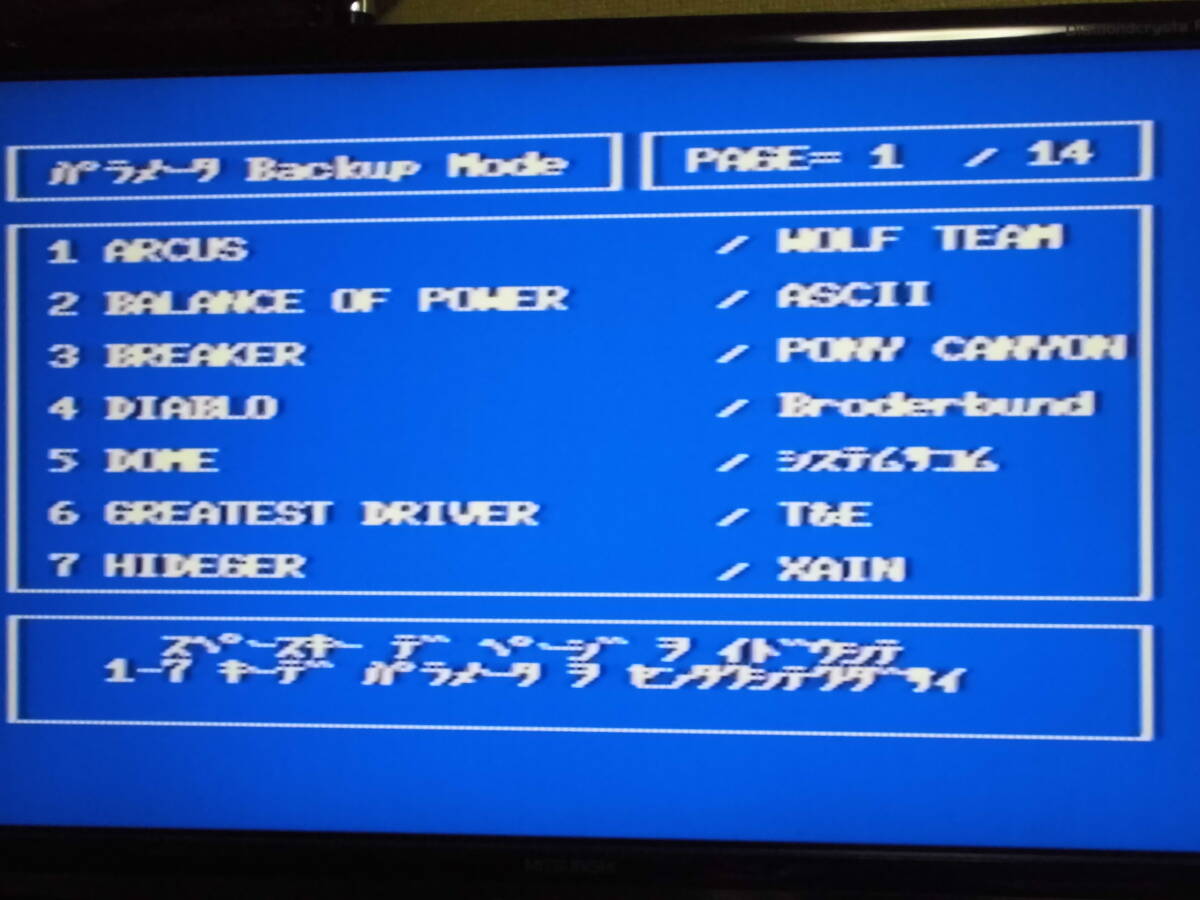 Diamondcrysta
パラメータ Backup Mode
PAGE= 1 / 14
1 ARCUS / WOLF TEAM
2 BALANCE OF POWER / ASCII
3 BREAKER / PONY CANYON
4 DIABLO / Broderbund
5 DOME / システムサコム
6 GREATEST DRIVER / T&E
7 HIDEGER / XAIN
スペースキー デ ページ ヲ イドウシテ
1-7 キーデ パラメータ ヲ センタクシテクダサイ
MITSUBISHI